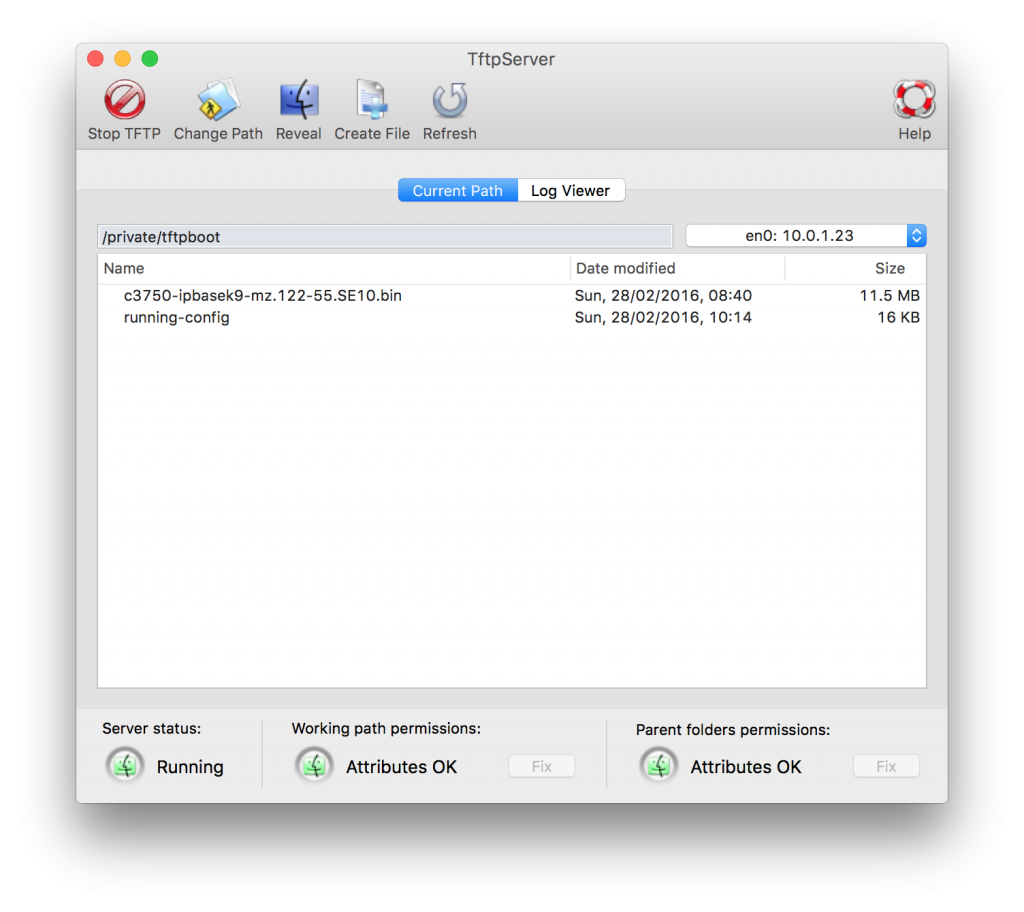 TftpServer
Stop TFTP Change Path Reveal Create File Refresh Help
Current Path Log Viewer
/private/tftpboot en0: 10.0.1.23
Name Date modified Size
c3750-ipbasek9-mz.122-55.SE10.bin Sun, 28/02/2016, 08:40 11.5 MB
running-config Sun, 28/02/2016, 10:14 16 KB
Server status: Working path permissions: Parent folders permissions:
Running Attributes OK Fix Attributes OK Fix